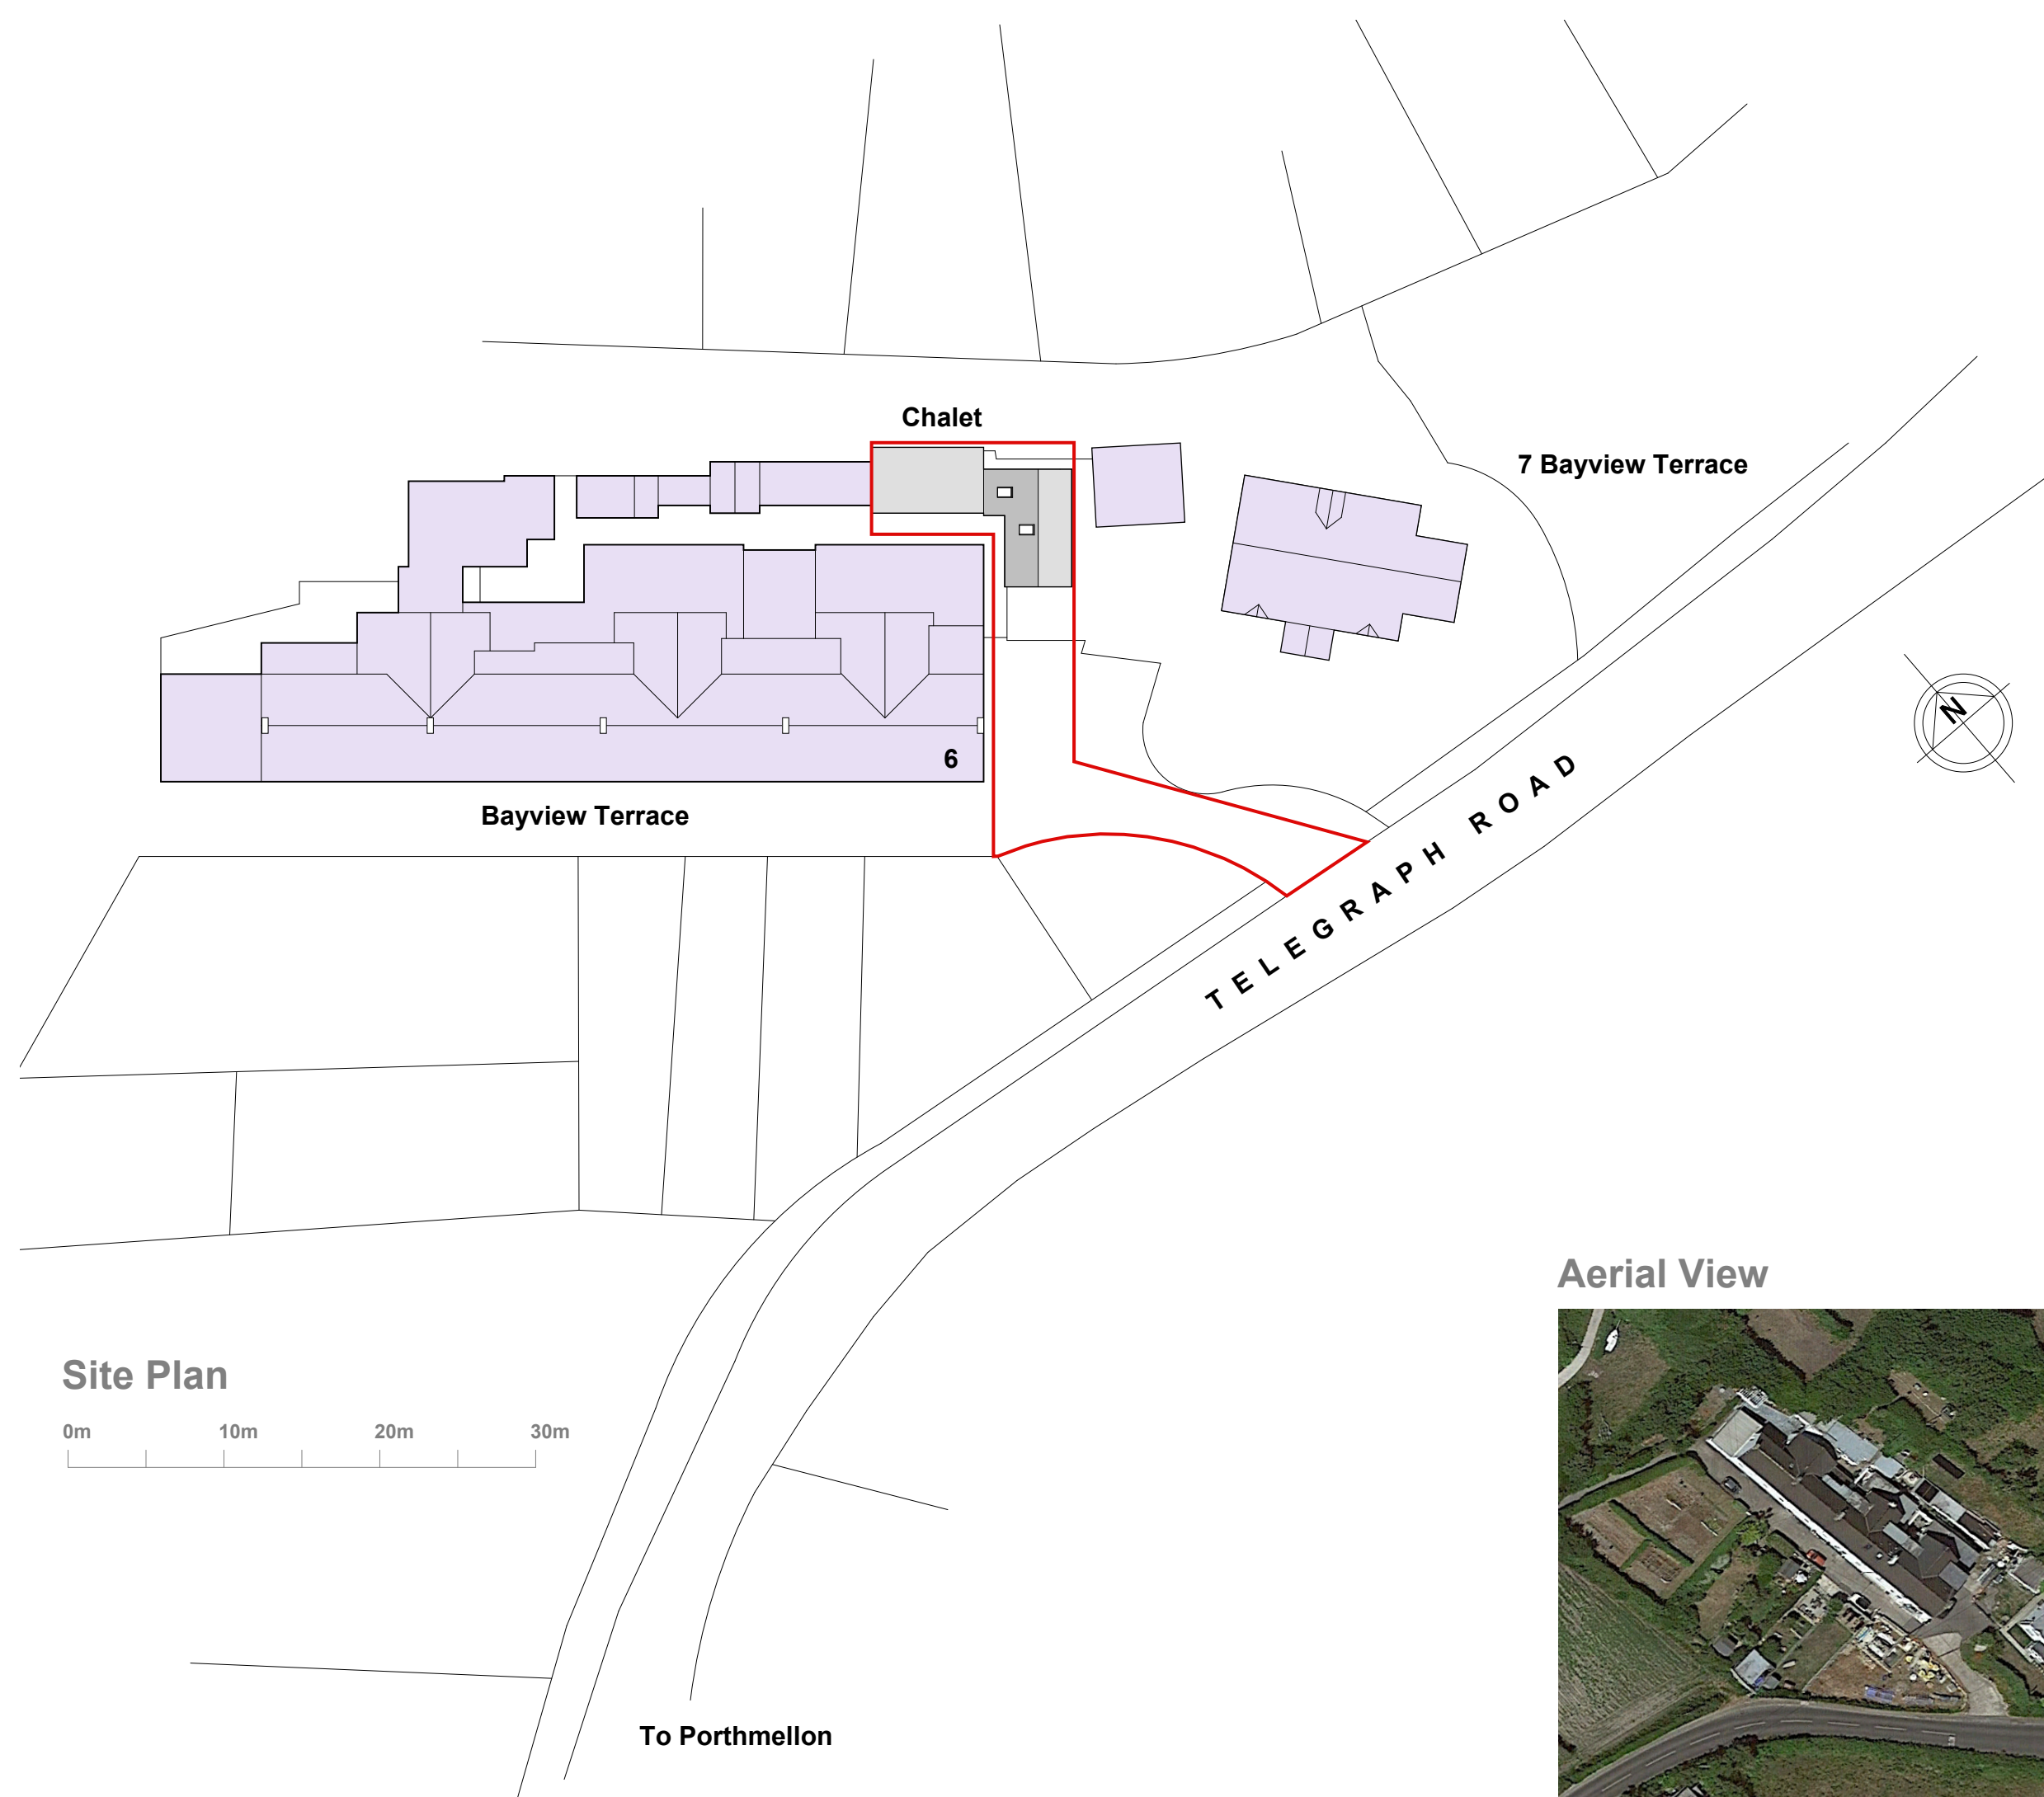 Chalet
7 Bayview Terrace
N
6
Bayview Terrace
TELEGRAPH ROAD
Aerial View
Site Plan
0m 10m 20m 30m
To Porthmellon